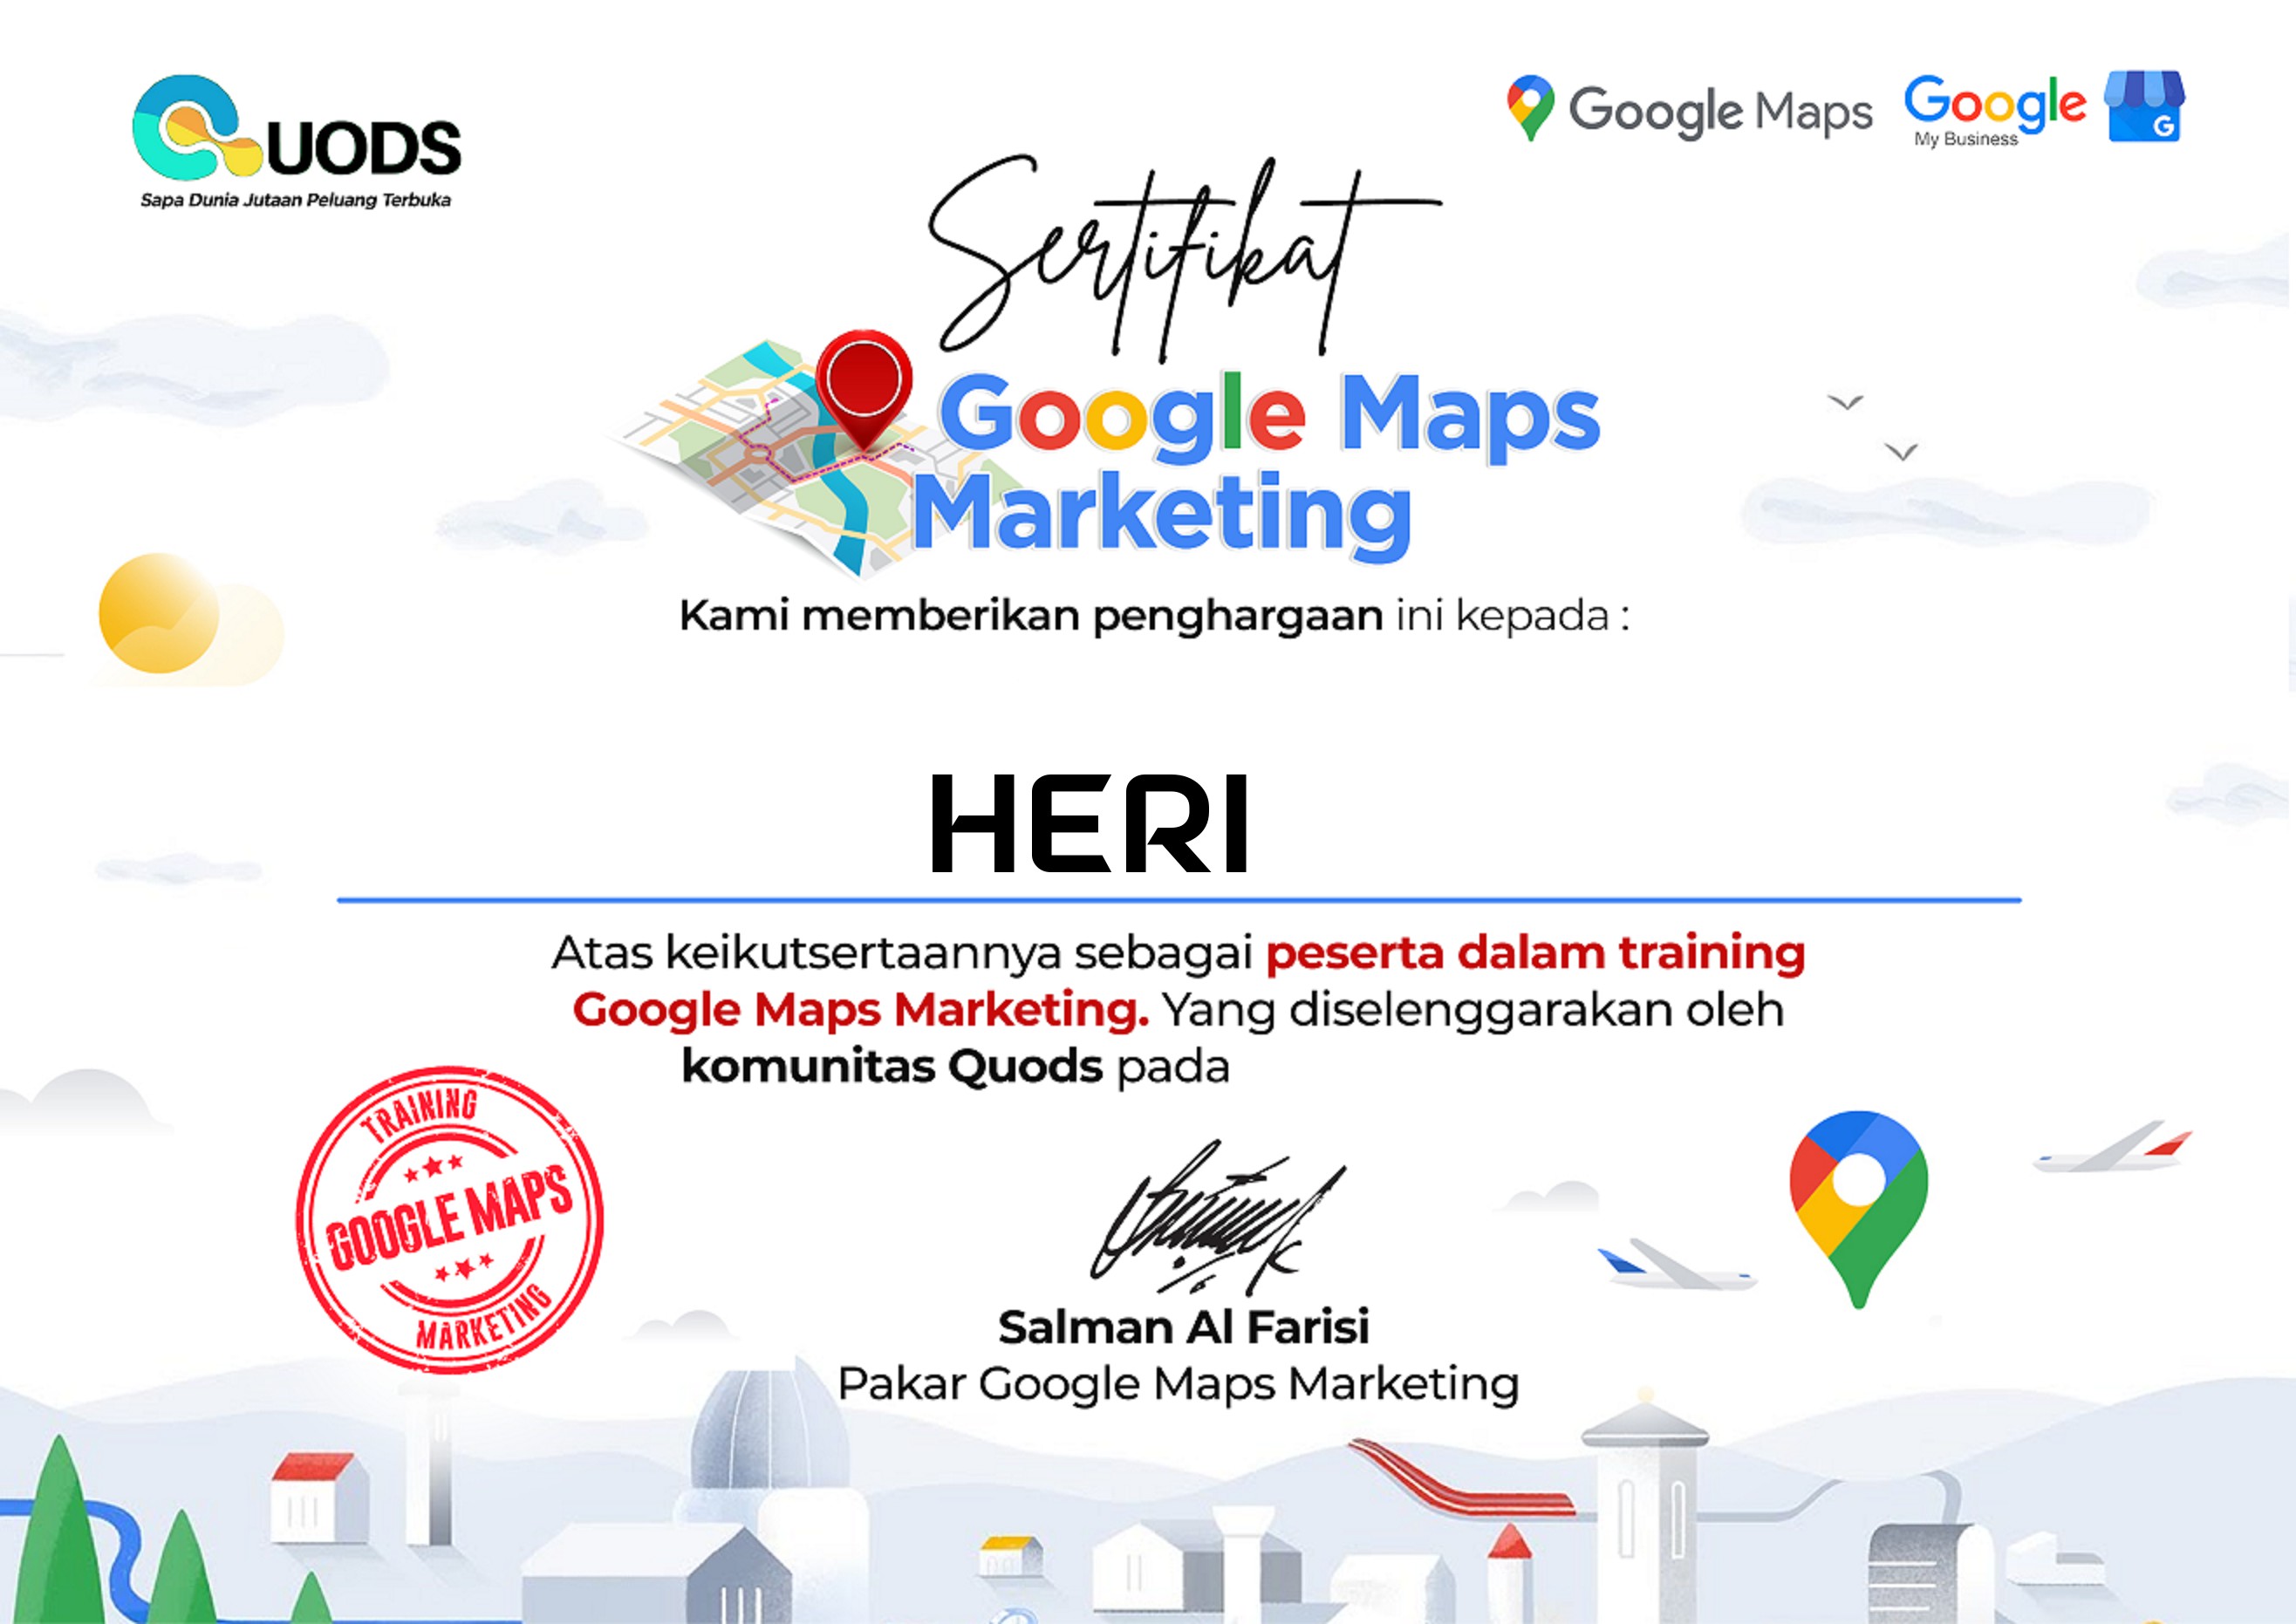 QUODS
Sapa Dunia Jutaan Peluang Terbuka
Google Maps
Google
My Business
G
Sertifikat
Google Maps
Marketing
Kami memberikan penghargaan ini kepada :
HERI
Atas keikutsertaannya sebagai peserta dalam training
Google Maps Marketing. Yang diselenggarakan oleh
komunitas Quods pada
TRAINING
GOOGLE MAPS
MARKETING
Salman Al Farisi
Pakar Google Maps Marketing